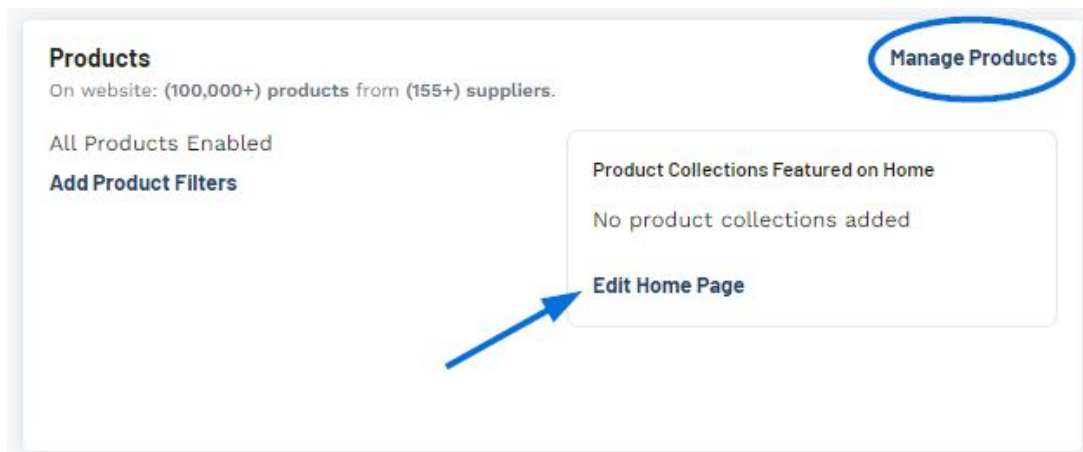 Products
Manage Products
On website: (100,000+) products from (155+) suppliers.
All Products Enabled
Add Product Filters
Product Collections Featured on Home
No product collections added
Edit Home Page